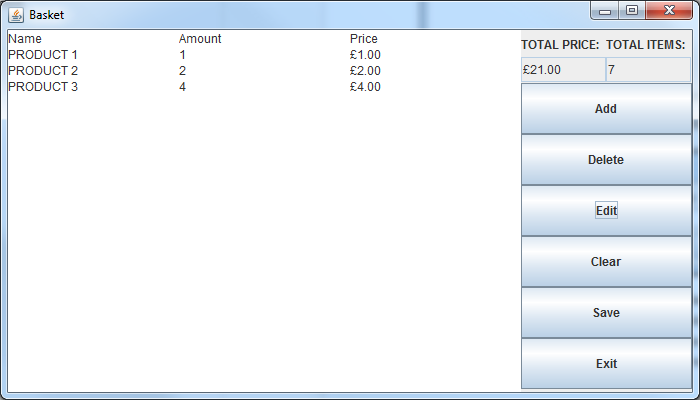 Basket
Name Amount Price
PRODUCT 1 1 £1.00
PRODUCT 2 2 £2.00
PRODUCT 3 4 £4.00
TOTAL PRICE: TOTAL ITEMS:
£21.00 7
Add
Delete
Edit
Clear
Save
Exit